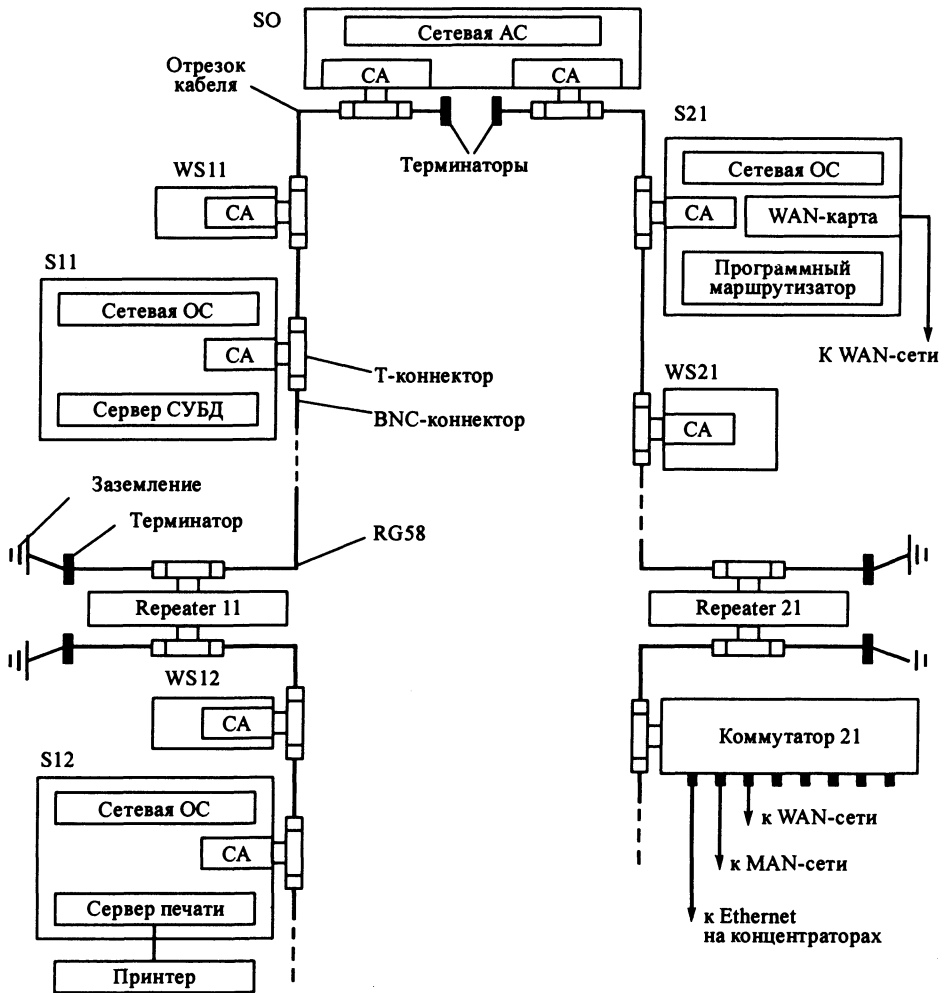 SO
Сетевая АС
СА
СА
Отрезок
кабеля
Терминаторы
S21
Сетевая ОС
СА
WAN-карта
Программный
маршрутизатор
К WAN-сети
WS11
СА
S11
Сетевая ОС
СА
Сервер СУБД
Т-коннектор
BNC-коннектор
WS21
СА
Заземление
Терминатор
RG58
Repeater 11
Repeater 21
WS12
СА
Коммутатор 21
S12
Сетевая ОС
СА
Сервер печати
Принтер
к WAN-сети
к MAN-сети
к Ethernet
на концентраторах